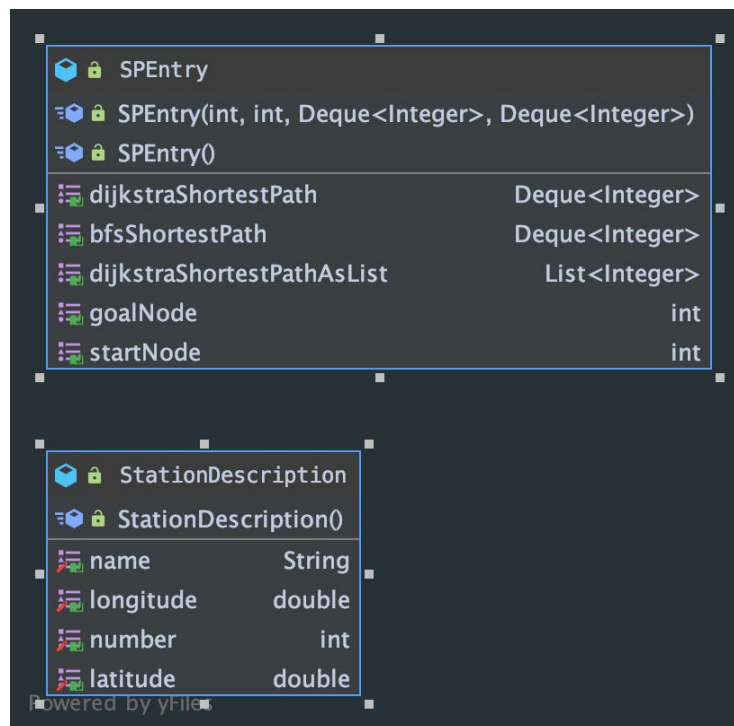 SPEntry
SPEntry(int, int, Deque<Integer>, Deque<Integer>)
SPEntry()
dijkstraShortestPath Deque<Integer>
bfsShortestPath Deque<Integer>
dijkstraShortestPathAsList List<Integer>
goalNode int
startNode int
StationDescription
StationDescription()
name String
longitude double
number int
latitude double
Powered by yFiles